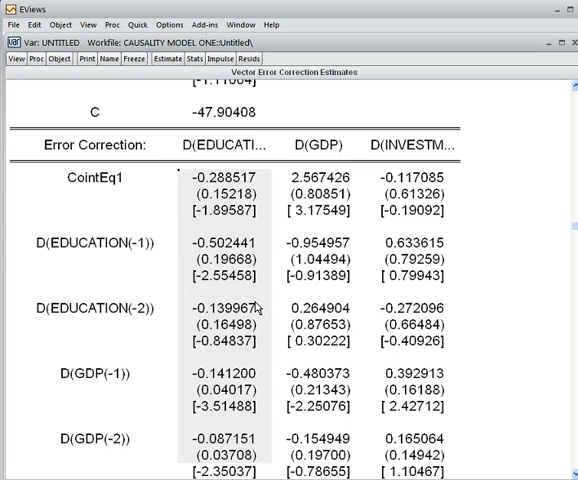 EViews
File Edit Object View Proc Quick Options Add-ins Window Help
var Var: UNTITLED Workfile: CAUSALITY MODEL ONE::Untitled\
View Proc Object Print Name Freeze Estimate Stats Impulse Resids
Vector Error Correction Estimates
[-1.11004]
C -47.90408
Error Correction: D(EDUCATI... D(GDP) D(INVESTM...
CointEq1 -0.288517 2.567426 -0.117085
(0.15218) (0.80851) (0.61326)
[-1.89587] [ 3.17549] [-0.19092]
D(EDUCATION(-1)) -0.502441 -0.954957 0.633615
(0.19668) (1.04494) (0.79259)
[-2.55458] [-0.91389] [ 0.79943]
D(EDUCATION(-2)) -0.139967 0.264904 -0.272096
(0.16498) (0.87653) (0.66484)
[-0.84837] [ 0.30222] [-0.40926]
D(GDP(-1)) -0.141200 -0.480373 0.392913
(0.04017) (0.21343) (0.16188)
[-3.51488] [-2.25076] [ 2.42712]
D(GDP(-2)) -0.087151 -0.154949 0.165064
(0.03708) (0.19700) (0.14942)
[-2.35037] [-0.78655] [ 1.10467]